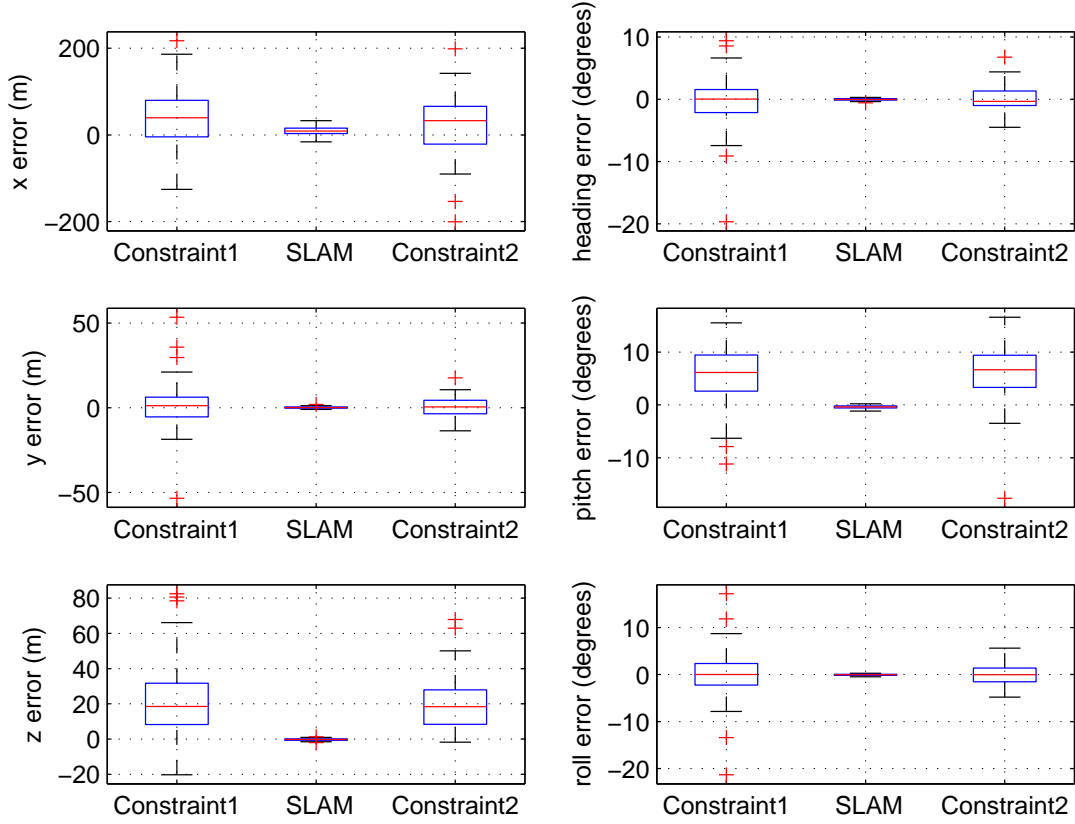 x error (m)
200
0
−200
Constraint1 SLAM Constraint2
heading error (degrees)
10
0
−10
−20
Constraint1 SLAM Constraint2
y error (m)
50
0
−50
Constraint1 SLAM Constraint2
pitch error (degrees)
10
0
−10
Constraint1 SLAM Constraint2
z error (m)
80
60
40
20
0
−20
Constraint1 SLAM Constraint2
roll error (degrees)
10
0
−10
−20
Constraint1 SLAM Constraint2